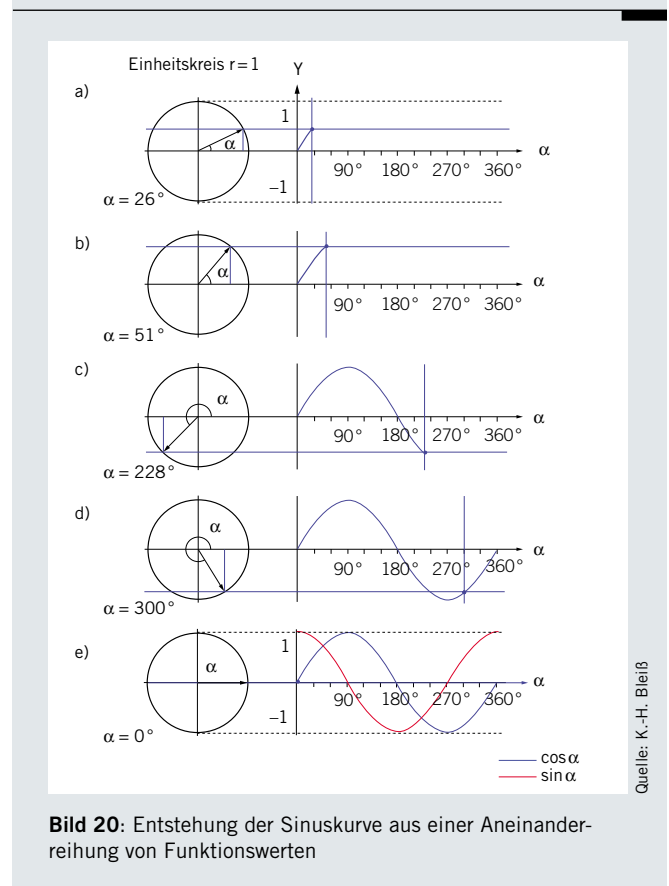 Einheitskreis r = 1
Y
a)
1
α
α
90° 180° 270° 360°
–1
α = 26°
b)
α
α
90° 180° 270° 360°
α = 51°
c)
α
α
90° 180° 270° 360°
α = 228°
d)
α
α
90° 180° 270° 360°
α = 300°
e)
1
α
α
90° 180° 270° 360°
–1
α = 0°
cos α
sin α
Quelle: K.-H. Bleiß
Bild 20: Entstehung der Sinuskurve aus einer Aneinander-
reihung von Funktionswerten